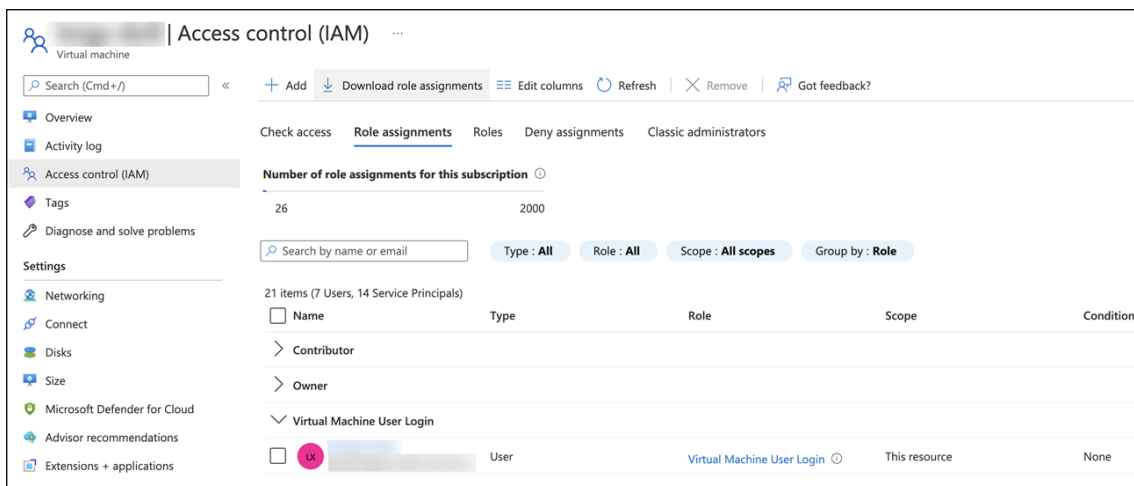 | Access control (IAM) ...
Virtual machine
Search (Cmd+/) «
Add Download role assignments Edit columns Refresh Remove Got feedback?
Overview
Activity log
Access control (IAM)
Tags
Diagnose and solve problems
Settings
Networking
Connect
Disks
Size
Microsoft Defender for Cloud
Advisor recommendations
Extensions + applications
Check access Role assignments Roles Deny assignments Classic administrators
Number of role assignments for this subscription
26 2000
Search by name or email Type : All Role : All Scope : All scopes Group by : Role
21 items (7 Users, 14 Service Principals)
Name Type Role Scope Condition
Contributor
Owner
Virtual Machine User Login
LX User Virtual Machine User Login This resource None